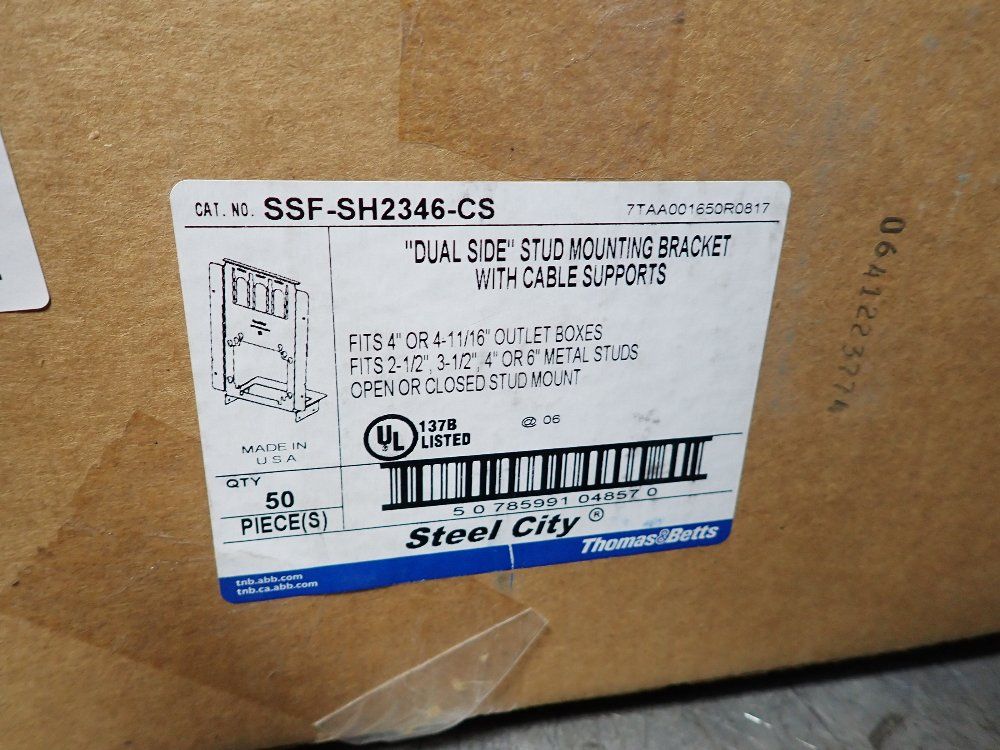 CAT. NO. SSF-SH2346-CS
7TAA001650R0817
"DUAL SIDE" STUD MOUNTING BRACKET
WITH CABLE SUPPORTS
FITS 4" OR 4-11/16" OUTLET BOXES
FITS 2-1/2", 3-1/2", 4" OR 6" METAL STUDS
OPEN OR CLOSED STUD MOUNT
MADE IN
USA
UL
137B
LISTED
@ 06
QTY
50
PIECE(S)
5 0 785991 04857 0
Steel City ®
Thomas&Betts
tnb.abb.com
tnb.ca.abb.com
0641223774